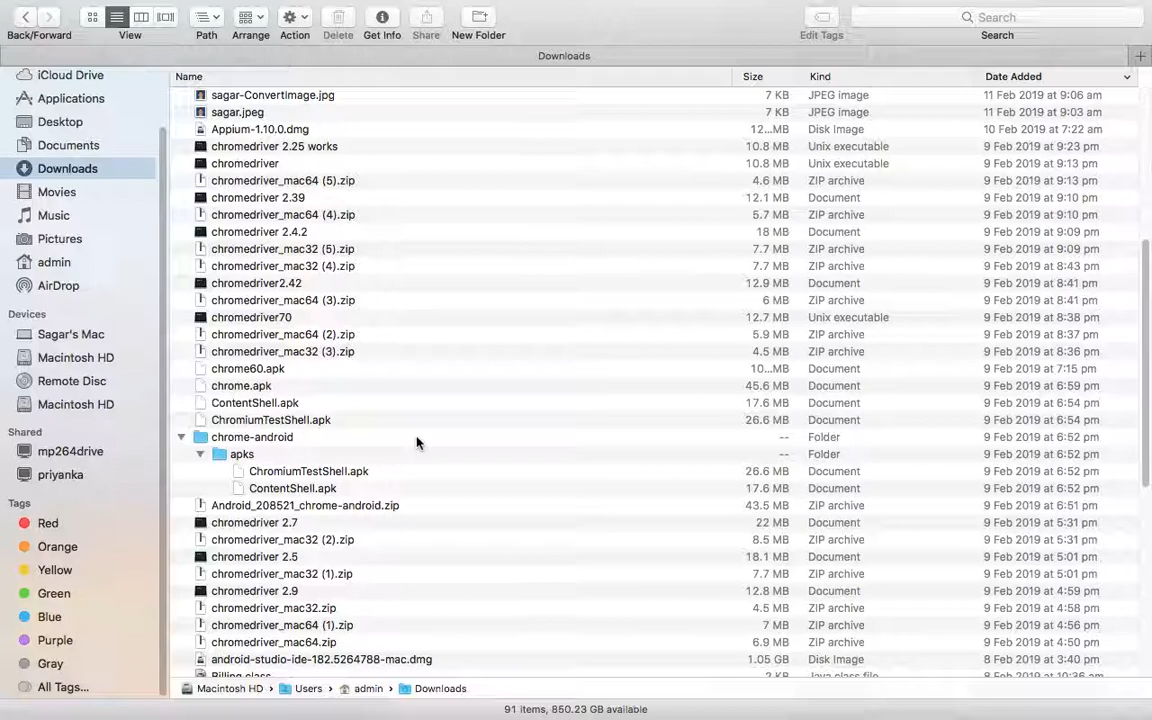 Back/Forward View Path Arrange Action Delete Get Info Share New Folder Edit Tags Search Search
Downloads
iCloud Drive
Applications
Desktop
Documents
Downloads
Movies
Music
Pictures
admin
AirDrop
Devices
Sagar's Mac
Macintosh HD
Remote Disc
Macintosh HD
Shared
mp264drive
priyanka
Tags
Red
Orange
Yellow
Green
Blue
Purple
Gray
All Tags...
Name Size Kind Date Added
sagar-ConvertImage.jpg 7 KB JPEG image 11 Feb 2019 at 9:06 am
sagar.jpeg 7 KB JPEG image 11 Feb 2019 at 9:03 am
Appium-1.10.0.dmg 12...MB Disk Image 10 Feb 2019 at 7:22 am
chromedriver 2.25 works 10.8 MB Unix executable 9 Feb 2019 at 9:23 pm
chromedriver 10.8 MB Unix executable 9 Feb 2019 at 9:13 pm
chromedriver_mac64 (5).zip 4.6 MB ZIP archive 9 Feb 2019 at 9:13 pm
chromedriver 2.39 12.1 MB Document 9 Feb 2019 at 9:10 pm
chromedriver_mac64 (4).zip 5.7 MB ZIP archive 9 Feb 2019 at 9:10 pm
chromedriver 2.4.2 18 MB Document 9 Feb 2019 at 9:09 pm
chromedriver_mac32 (5).zip 7.7 MB ZIP archive 9 Feb 2019 at 9:09 pm
chromedriver_mac32 (4).zip 7.7 MB ZIP archive 9 Feb 2019 at 8:43 pm
chromedriver2.42 12.9 MB Document 9 Feb 2019 at 8:41 pm
chromedriver_mac64 (3).zip 6 MB ZIP archive 9 Feb 2019 at 8:41 pm
chromedriver70 12.7 MB Unix executable 9 Feb 2019 at 8:38 pm
chromedriver_mac64 (2).zip 5.9 MB ZIP archive 9 Feb 2019 at 8:37 pm
chromedriver_mac32 (3).zip 4.5 MB ZIP archive 9 Feb 2019 at 8:36 pm
chrome60.apk 10...MB Document 9 Feb 2019 at 7:15 pm
chrome.apk 45.6 MB Document 9 Feb 2019 at 6:59 pm
ContentShell.apk 17.6 MB Document 9 Feb 2019 at 6:54 pm
ChromiumTestShell.apk 26.6 MB Document 9 Feb 2019 at 6:54 pm
chrome-android -- Folder 9 Feb 2019 at 6:52 pm
apks -- Folder 9 Feb 2019 at 6:52 pm
ChromiumTestShell.apk 26.6 MB Document 9 Feb 2019 at 6:52 pm
ContentShell.apk 17.6 MB Document 9 Feb 2019 at 6:52 pm
Android_208521_chrome-android.zip 43.5 MB ZIP archive 9 Feb 2019 at 6:51 pm
chromedriver 2.7 22 MB Document 9 Feb 2019 at 5:31 pm
chromedriver_mac32 (2).zip 8.5 MB ZIP archive 9 Feb 2019 at 5:31 pm
chromedriver 2.5 18.1 MB Document 9 Feb 2019 at 5:01 pm
chromedriver_mac32 (1).zip 7.7 MB ZIP archive 9 Feb 2019 at 5:01 pm
chromedriver 2.9 12.8 MB Document 9 Feb 2019 at 4:59 pm
chromedriver_mac32.zip 4.5 MB ZIP archive 9 Feb 2019 at 4:58 pm
chromedriver_mac64 (1).zip 7 MB ZIP archive 9 Feb 2019 at 4:56 pm
chromedriver_mac64.zip 6.9 MB ZIP archive 9 Feb 2019 at 4:50 pm
android-studio-ide-182.5264788-mac.dmg 1.05 GB Disk Image 8 Feb 2019 at 3:40 pm
Billing.class 2 KB Java class file 8 Feb 2019 at 10:36 am
Macintosh HD Users admin Downloads
91 items, 850.23 GB available